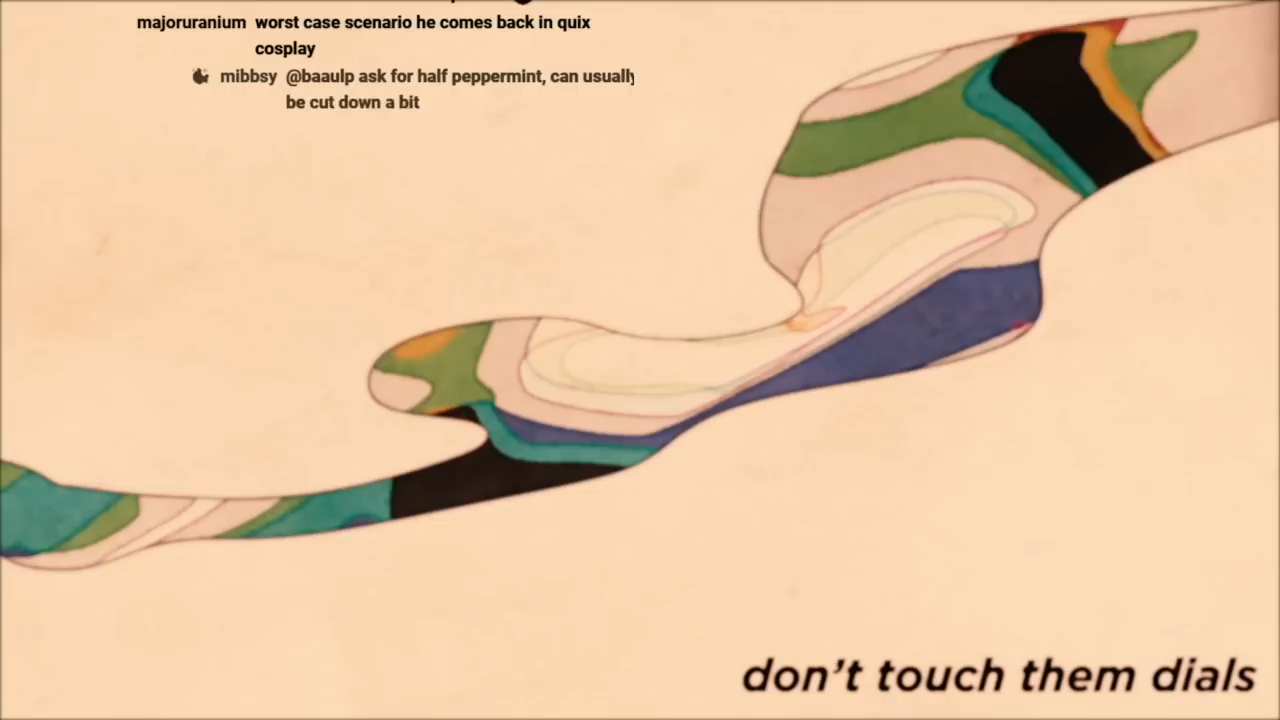 majoruranium worst case scenario he comes back in quix
cosplay
mibbsy @baaulp ask for half peppermint, can usually
be cut down a bit
don't touch them dials